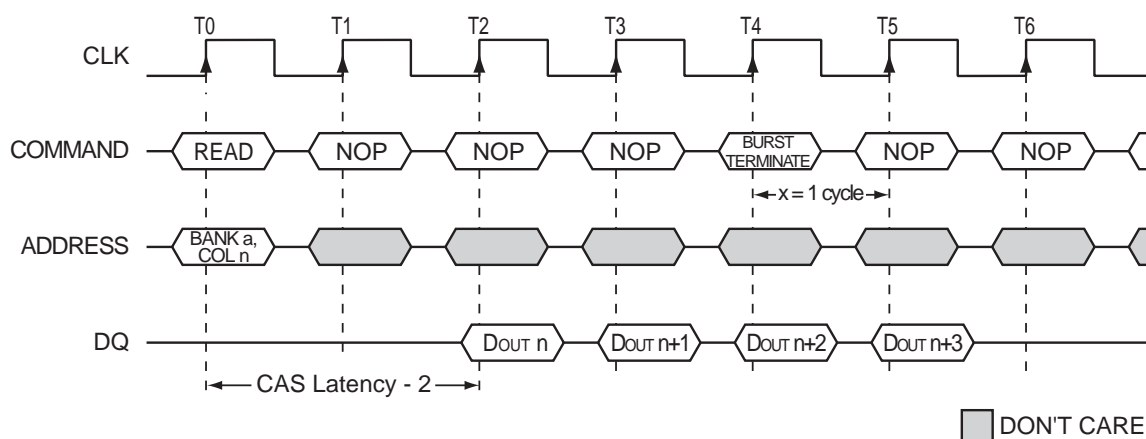 T0 T1 T2 T3 T4 T5 T6
CLK
COMMAND READ NOP NOP NOP BURST TERMINATE NOP NOP
x = 1 cycle
ADDRESS BANK a, COL n
DQ DOUT n DOUT n+1 DOUT n+2 DOUT n+3
CAS Latency - 2
DON'T CARE